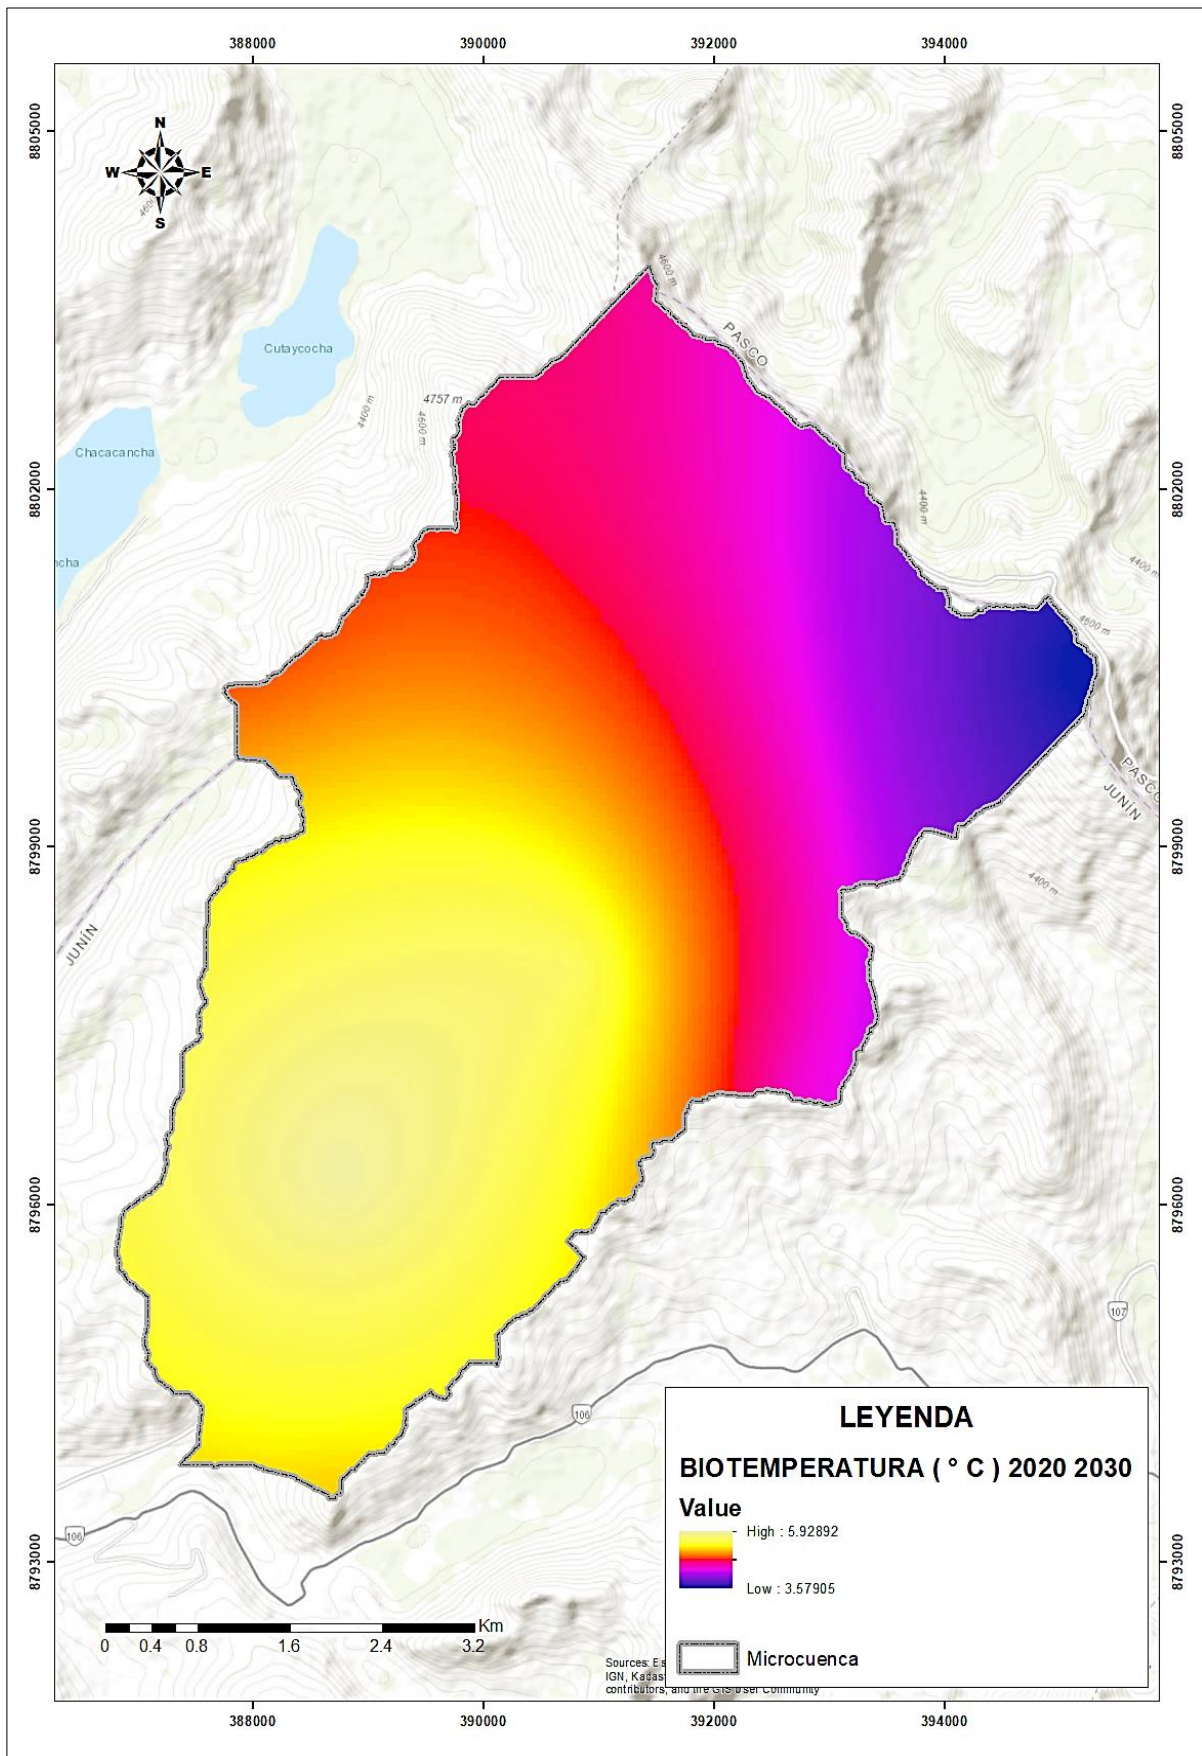 388000 390000 392000 394000
8805000 8805000
N
W E
S
4600 m
PASCO
Cutaycocha
4757 m
4400 m
4600 m
Chacacancha
8802000 8802000
4400 m
4400 m
4600 m
PASCO
JUNÍN
8799000 8799000
4400 m
JUNÍN
8796000 8796000
107
106
LEYENDA
BIOTEMPERATURA ( ° C ) 2020 2030
Value
High : 5.92892
Low : 3.57905
106
8793000 8793000
Km
0 0.4 0.8 1.6 2.4 3.2
Microcuenca
Sources:
IGN,
contributors, and the GIS User Community
388000 390000 392000 394000